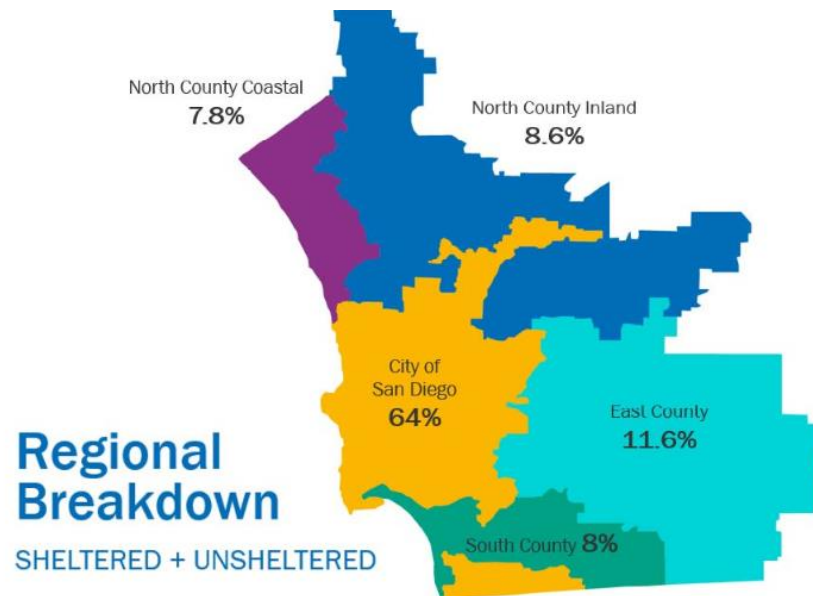 North County Coastal
7.8%
North County Inland
8.6%
City of
San Diego
64%
East County
11.6%
South County 8%
Regional
Breakdown
SHELTERED + UNSHELTERED